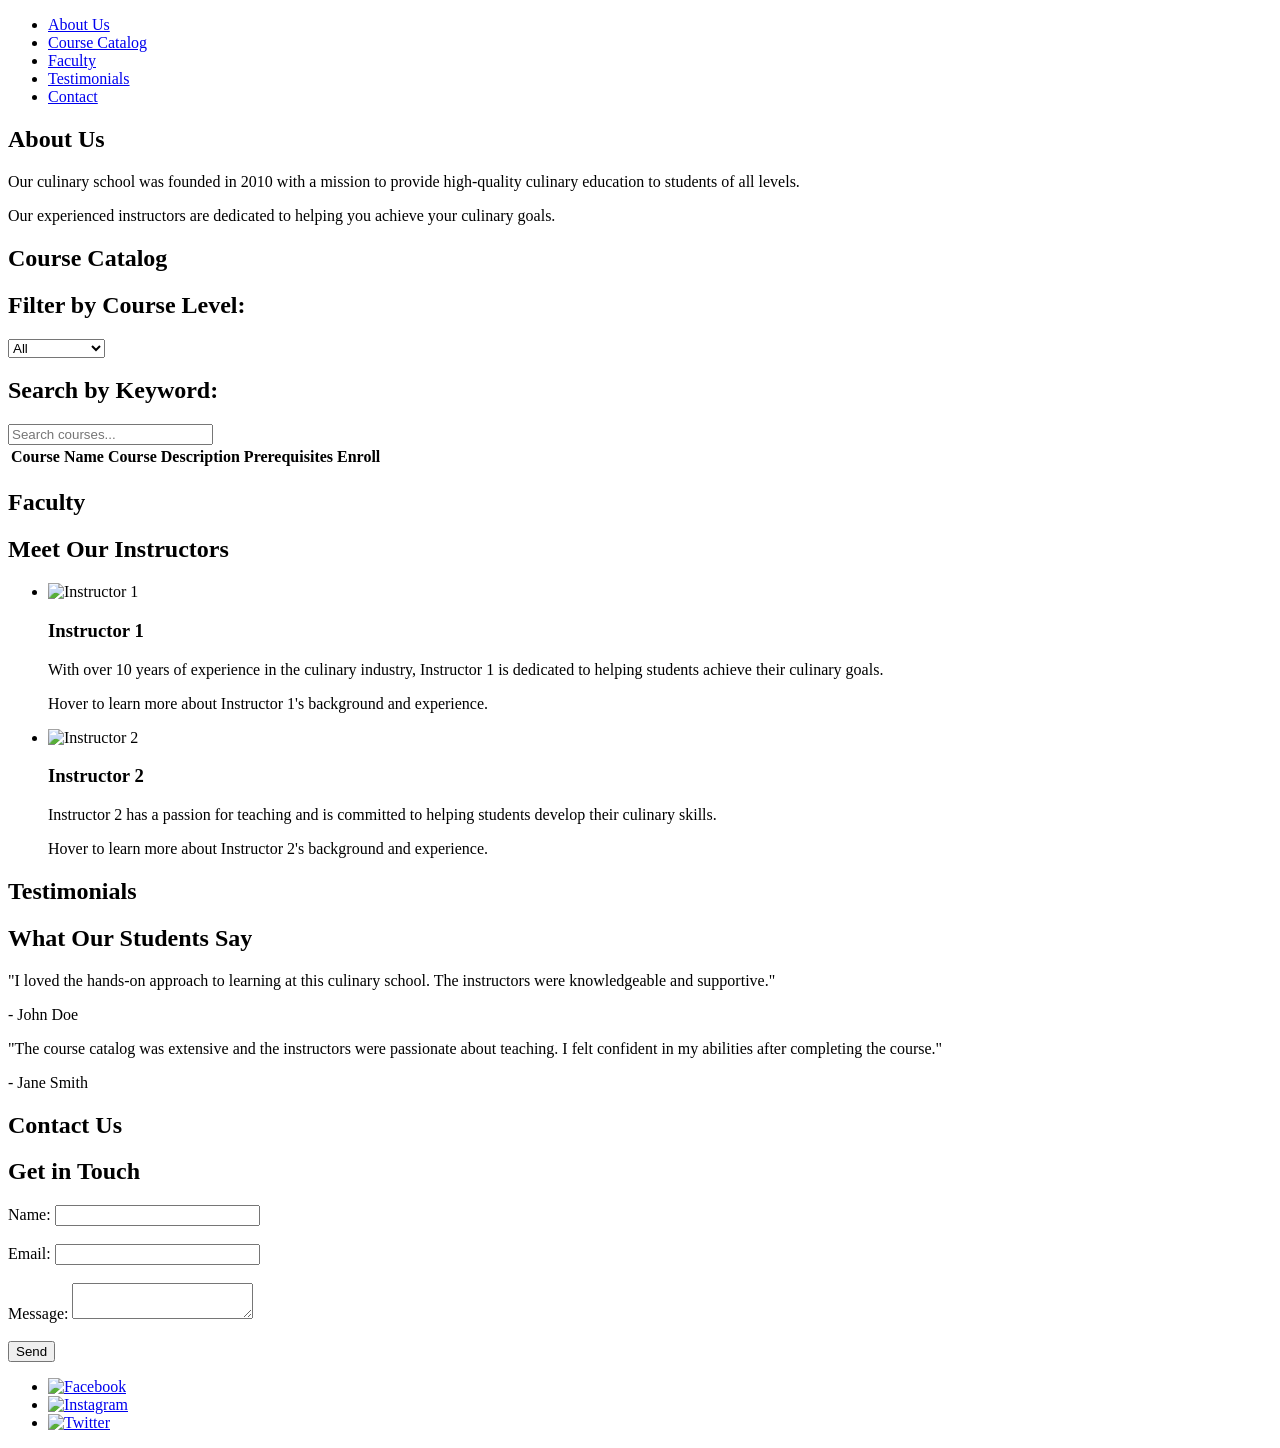 About Us
Course Catalog
Faculty
Testimonials
Contact
About Us
Our culinary school was founded in 2010 with a mission to provide high-quality culinary education to students of all levels.
Our experienced instructors are dedicated to helping you achieve your culinary goals.
Course Catalog
Filter by Course Level:
All
Search by Keyword:
Search courses...
Course Name Course Description Prerequisites Enroll
Faculty
Meet Our Instructors
Instructor 1
Instructor 1
With over 10 years of experience in the culinary industry, Instructor 1 is dedicated to helping students achieve their culinary goals.
Hover to learn more about Instructor 1's background and experience.
Instructor 2
Instructor 2
Instructor 2 has a passion for teaching and is committed to helping students develop their culinary skills.
Hover to learn more about Instructor 2's background and experience.
Testimonials
What Our Students Say
"I loved the hands-on approach to learning at this culinary school. The instructors were knowledgeable and supportive."
- John Doe
"The course catalog was extensive and the instructors were passionate about teaching. I felt confident in my abilities after completing the course."
- Jane Smith
Contact Us
Get in Touch
Name:
Email:
Message:
Send
Facebook
Instagram
Twitter